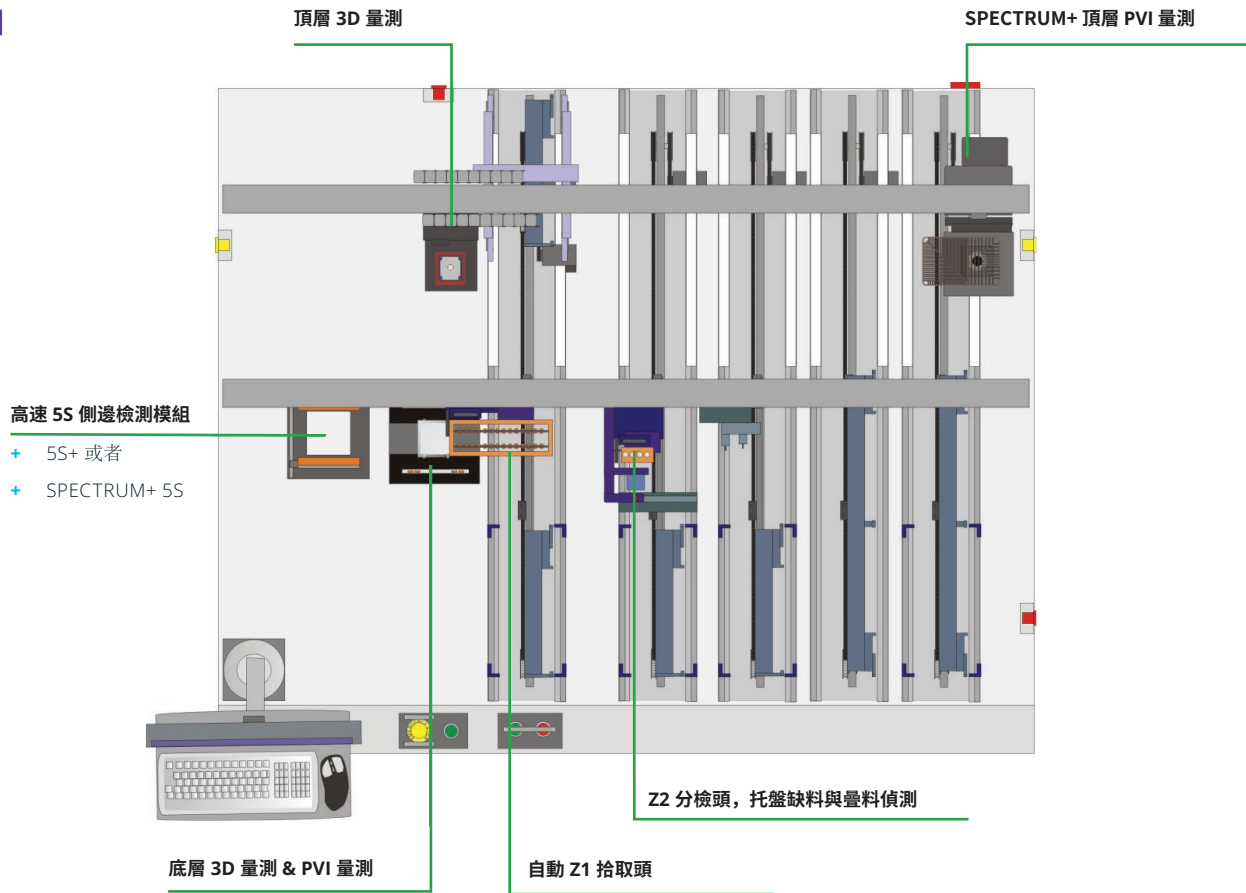 頂層 3D 量測
SPECTRUM+ 頂層 PVI 量測
高速 5S 側邊檢測模組
+ 5S+ 或者
+ SPECTRUM+ 5S
Z2 分檢頭，托盤缺料與疊料偵測
底層 3D 量測 & PVI 量測
自動 Z1 拾取頭